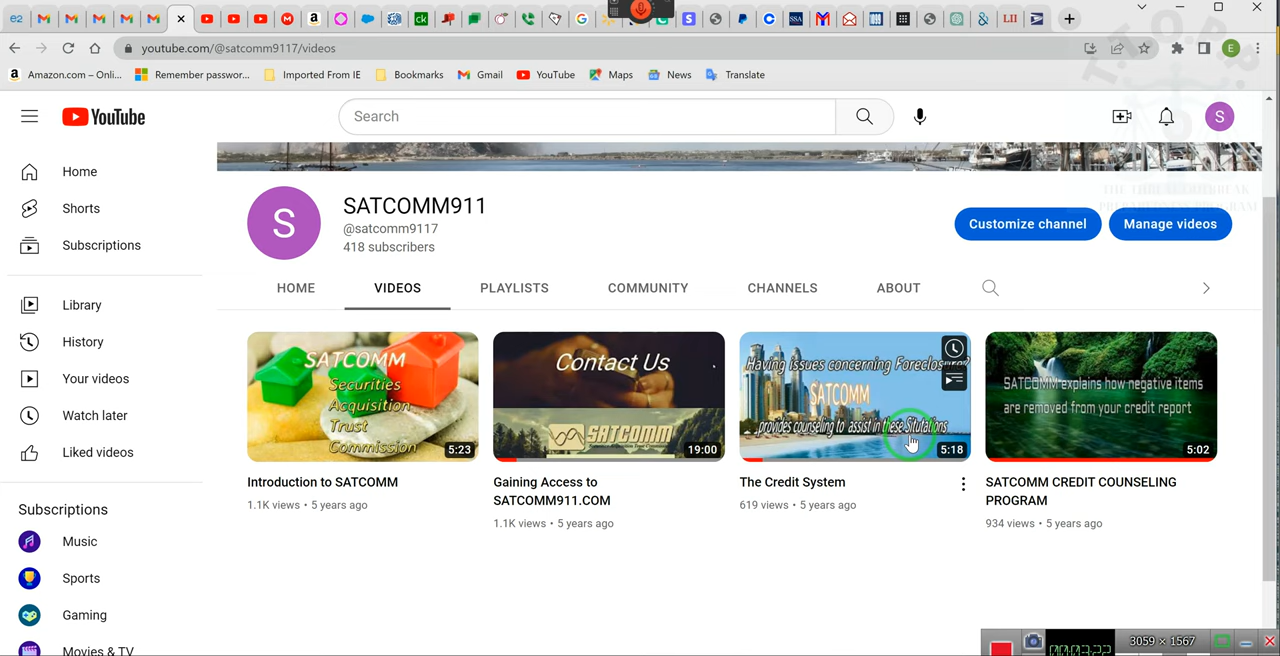 youtube.com/@satcomm9117/videos
Amazon.com – Onli... Remember passwor... Imported From IE Bookmarks Gmail YouTube Maps News Translate
YouTube
Search
S
Home
Shorts
Subscriptions
Library
History
Your videos
Watch later
Liked videos
Subscriptions
Music
Sports
Gaming
Movies & TV
S
SATCOMM911
@satcomm9117
418 subscribers
Customize channel
Manage videos
HOME VIDEOS PLAYLISTS COMMUNITY CHANNELS ABOUT
SATCOMM
Securities
Acquisition
Trust
Commission
5:23
Introduction to SATCOMM
1.1K views • 5 years ago
Contact Us
SATCOMM
19:00
Gaining Access to
SATCOMM911.COM
1.1K views • 5 years ago
Having issues concerning Foreclosure?
SATCOMM
provides counseling to assist in these Situtations
5:18
The Credit System
619 views • 5 years ago
SATCOMM explains how negative items
are removed from your credit report
5:02
SATCOMM CREDIT COUNSELING
PROGRAM
934 views • 5 years ago
3059 × 1567
00:03:22